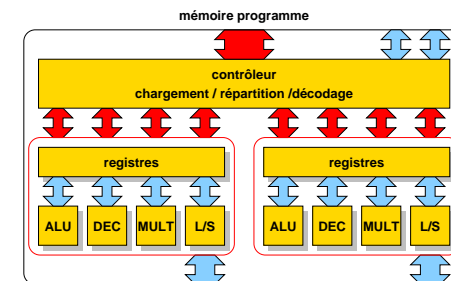 mémoire programme
contrôleur
chargement / répartition /décodage
registres registres
ALU DEC MULT L/S ALU DEC MULT L/S